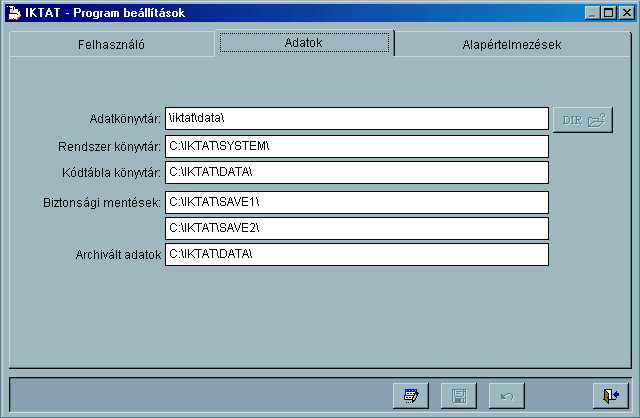 IKTAT - Program beállítások
Felhasználó
Adatok
Alapértelmezések
Adatkönyvtár: \iktat\data\ DIR
Rendszer könyvtár: C:\IKTAT\SYSTEM\
Kódtábla könyvtár: C:\IKTAT\DATA\
Biztonsági mentések: C:\IKTAT\SAVE1\
C:\IKTAT\SAVE2\
Archivált adatok C:\IKTAT\DATA\